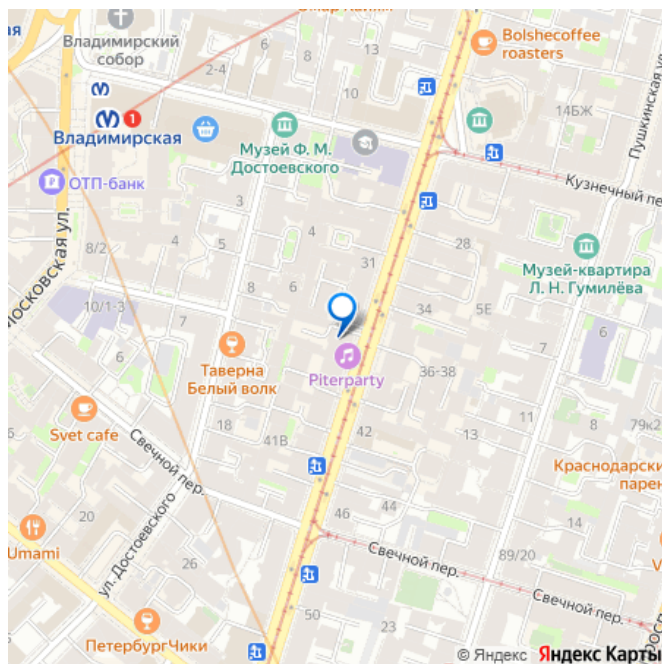 Владимирский
собор
2-4
6
8
13
10
Bolshecoffee
roasters
14БЖ
Пушкинская ул.
1
Владимирская
Музей Ф. М.
Достоевского
ОТП-банк
Кузнечный пер.
3
4
5
4
8/2
31
28
Музей-квартира
Л. Н. Гумилёва
Московская ул.
10/1-3
7
8
6
34
5Е
6
7
Таверна
Белый волк
Piterparty
36-38
Svet cafe
18
41В
42
13
11
8
79к2
Свечной пер.
Краснодарский
парен
20
ул. Достоевского
46
44
14
Umami
26
Свечной пер.
89/20
Свечной пер.
50
23
ПетербургЧики
© Яндекс Яндекс Карты